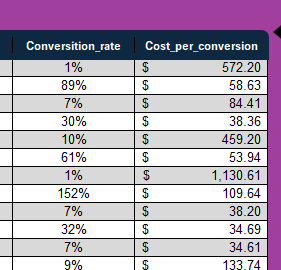 Conversition_rate Cost_per_conversion
1% $ 572.20
89% $ 58.63
7% $ 84.41
30% $ 38.36
10% $ 459.20
61% $ 53.94
1% $ 1,130.61
152% $ 109.64
7% $ 38.20
32% $ 34.69
7% $ 34.61
9% $ 133.74